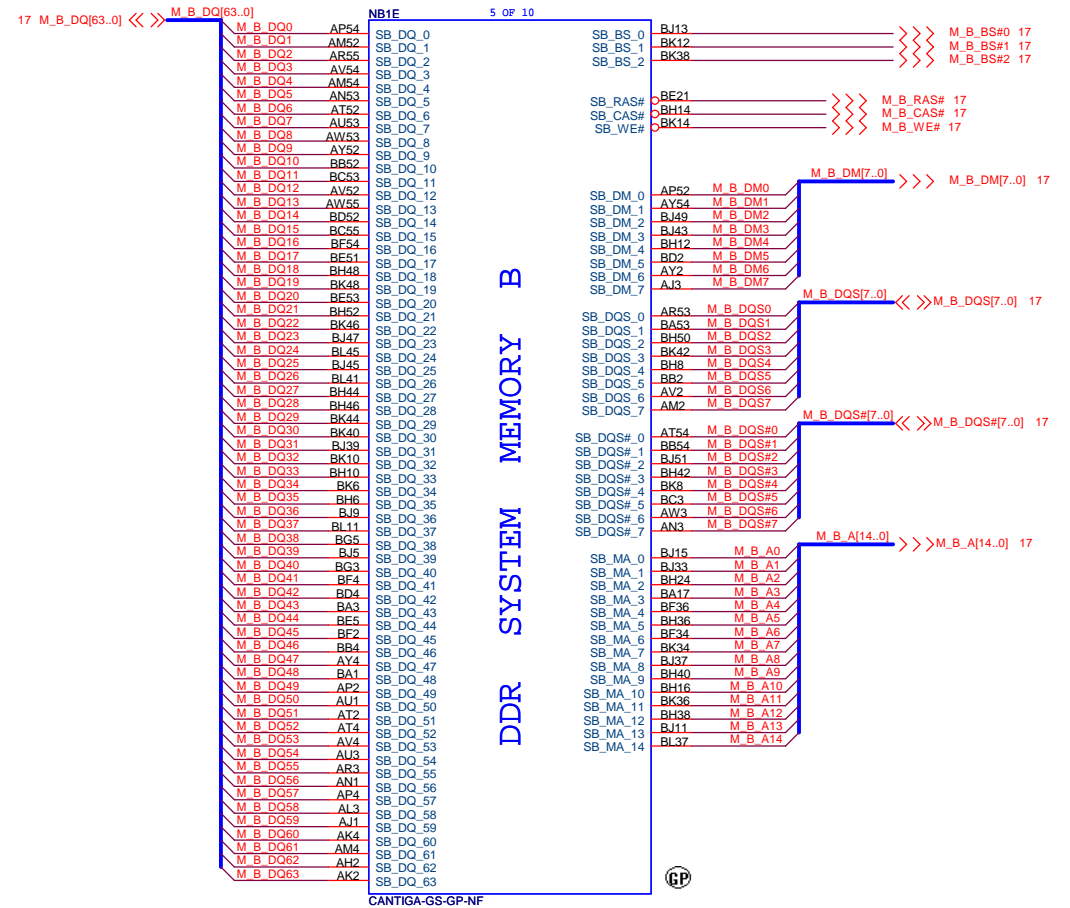 NB1E 5 OF 10
17 M_B_DQ[63..0] M_B_DQ[63..0]
M_B_DQ0 AP54 SB_DQ_0
M_B_DQ1 AM52 SB_DQ_1
M_B_DQ2 AR55 SB_DQ_2
M_B_DQ3 AV54 SB_DQ_3
M_B_DQ4 AM54 SB_DQ_4
M_B_DQ5 AN53 SB_DQ_5
M_B_DQ6 AT52 SB_DQ_6
M_B_DQ7 AU53 SB_DQ_7
M_B_DQ8 AW53 SB_DQ_8
M_B_DQ9 AY52 SB_DQ_9
M_B_DQ10 BB52 SB_DQ_10
M_B_DQ11 BC53 SB_DQ_11
M_B_DQ12 AV52 SB_DQ_12
M_B_DQ13 AW55 SB_DQ_13
M_B_DQ14 BD52 SB_DQ_14
M_B_DQ15 BC55 SB_DQ_15
M_B_DQ16 BF54 SB_DQ_16
M_B_DQ17 BE51 SB_DQ_17
M_B_DQ18 BH48 SB_DQ_18
M_B_DQ19 BK48 SB_DQ_19
M_B_DQ20 BE53 SB_DQ_20
M_B_DQ21 BH52 SB_DQ_21
M_B_DQ22 BK46 SB_DQ_22
M_B_DQ23 BJ47 SB_DQ_23
M_B_DQ24 BL45 SB_DQ_24
M_B_DQ25 BJ45 SB_DQ_25
M_B_DQ26 BL41 SB_DQ_26
M_B_DQ27 BH44 SB_DQ_27
M_B_DQ28 BH46 SB_DQ_28
M_B_DQ29 BK44 SB_DQ_29
M_B_DQ30 BK40 SB_DQ_30
M_B_DQ31 BJ39 SB_DQ_31
M_B_DQ32 BK10 SB_DQ_32
M_B_DQ33 BH10 SB_DQ_33
M_B_DQ34 BK6 SB_DQ_34
M_B_DQ35 BH6 SB_DQ_35
M_B_DQ36 BJ9 SB_DQ_36
M_B_DQ37 BL11 SB_DQ_37
M_B_DQ38 BG5 SB_DQ_38
M_B_DQ39 BJ5 SB_DQ_39
M_B_DQ40 BG3 SB_DQ_40
M_B_DQ41 BF4 SB_DQ_41
M_B_DQ42 BD4 SB_DQ_42
M_B_DQ43 BA3 SB_DQ_43
M_B_DQ44 BE5 SB_DQ_44
M_B_DQ45 BF2 SB_DQ_45
M_B_DQ46 BB4 SB_DQ_46
M_B_DQ47 AY4 SB_DQ_47
M_B_DQ48 BA1 SB_DQ_48
M_B_DQ49 AP2 SB_DQ_49
M_B_DQ50 AU1 SB_DQ_50
M_B_DQ51 AT2 SB_DQ_51
M_B_DQ52 AT4 SB_DQ_52
M_B_DQ53 AV4 SB_DQ_53
M_B_DQ54 AU3 SB_DQ_54
M_B_DQ55 AR3 SB_DQ_55
M_B_DQ56 AN1 SB_DQ_56
M_B_DQ57 AP4 SB_DQ_57
M_B_DQ58 AL3 SB_DQ_58
M_B_DQ59 AJ1 SB_DQ_59
M_B_DQ60 AK4 SB_DQ_60
M_B_DQ61 AM4 SB_DQ_61
M_B_DQ62 AH2 SB_DQ_62
M_B_DQ63 AK2 SB_DQ_63
DDR SYSTEM MEMORY B
SB_BS_0 BJ13 M_B_BS#0 17
SB_BS_1 BK12 M_B_BS#1 17
SB_BS_2 BK38 M_B_BS#2 17
SB_RAS# BE21 M_B_RAS# 17
SB_CAS# BH14 M_B_CAS# 17
SB_WE# BK14 M_B_WE# 17
M_B_DM[7..0] M_B_DM[7..0] 17
SB_DM_0 AP52 M_B_DM0
SB_DM_1 AY54 M_B_DM1
SB_DM_2 BJ49 M_B_DM2
SB_DM_3 BJ43 M_B_DM3
SB_DM_4 BH12 M_B_DM4
SB_DM_5 BD2 M_B_DM5
SB_DM_6 AY2 M_B_DM6
SB_DM_7 AJ3 M_B_DM7
M_B_DQS[7..0] M_B_DQS[7..0] 17
SB_DQS_0 AR53 M_B_DQS0
SB_DQS_1 BA53 M_B_DQS1
SB_DQS_2 BH50 M_B_DQS2
SB_DQS_3 BK42 M_B_DQS3
SB_DQS_4 BH8 M_B_DQS4
SB_DQS_5 BB2 M_B_DQS5
SB_DQS_6 AV2 M_B_DQS6
SB_DQS_7 AM2 M_B_DQS7
M_B_DQS#[7..0] M_B_DQS#[7..0] 17
SB_DQS#_0 AT54 M_B_DQS#0
SB_DQS#_1 BB54 M_B_DQS#1
SB_DQS#_2 BJ51 M_B_DQS#2
SB_DQS#_3 BH42 M_B_DQS#3
SB_DQS#_4 BK8 M_B_DQS#4
SB_DQS#_5 BC3 M_B_DQS#5
SB_DQS#_6 AW3 M_B_DQS#6
SB_DQS#_7 AN3 M_B_DQS#7
M_B_A[14..0] M_B_A[14..0] 17
SB_MA_0 BJ15 M_B_A0
SB_MA_1 BJ33 M_B_A1
SB_MA_2 BH24 M_B_A2
SB_MA_3 BA17 M_B_A3
SB_MA_4 BF36 M_B_A4
SB_MA_5 BH36 M_B_A5
SB_MA_6 BF34 M_B_A6
SB_MA_7 BK34 M_B_A7
SB_MA_8 BJ37 M_B_A8
SB_MA_9 BH40 M_B_A9
SB_MA_10 BH16 M_B_A10
SB_MA_11 BK36 M_B_A11
SB_MA_12 BH38 M_B_A12
SB_MA_13 BJ11 M_B_A13
SB_MA_14 BL37 M_B_A14
GP
CANTIGA-GS-GP-NF